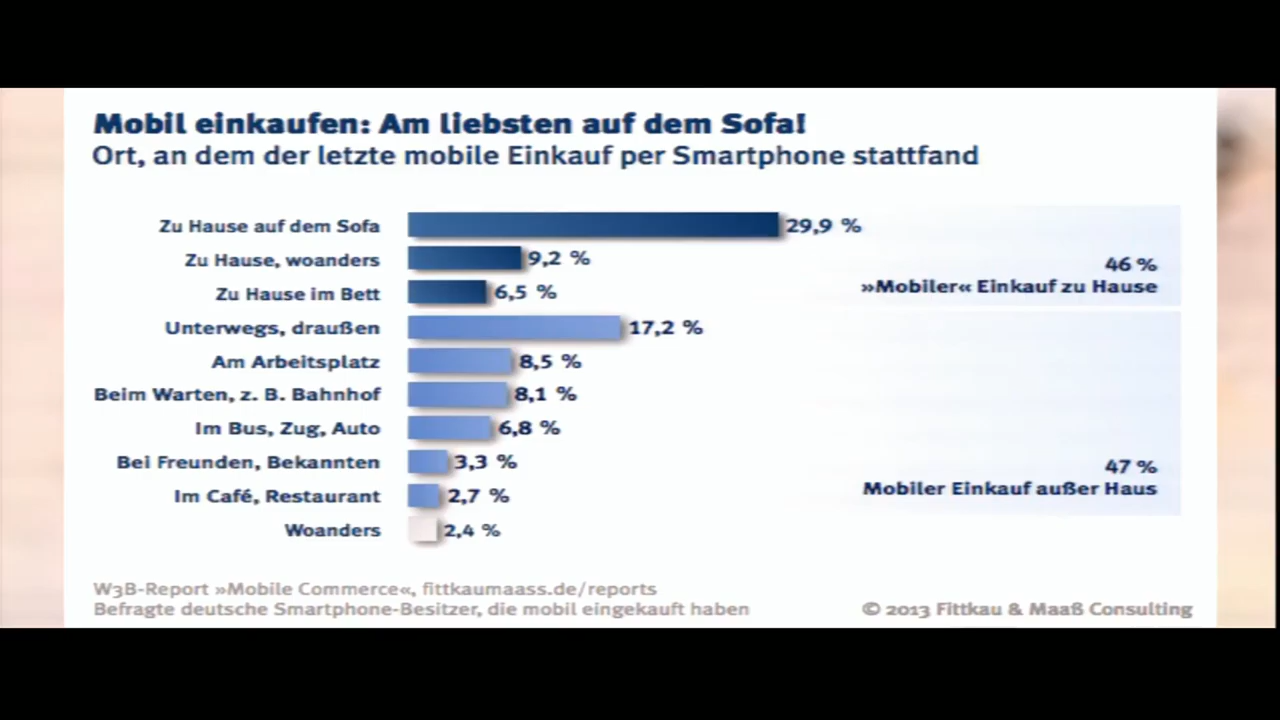 Mobil einkaufen: Am liebsten auf dem Sofa!
Ort, an dem der letzte mobile Einkauf per Smartphone stattfand
Zu Hause auf dem Sofa 29,9 %
Zu Hause, woanders 9,2 %
Zu Hause im Bett 6,5 %
46 %
»Mobiler« Einkauf zu Hause
Unterwegs, draußen 17,2 %
Am Arbeitsplatz 8,5 %
Beim Warten, z. B. Bahnhof 8,1 %
Im Bus, Zug, Auto 6,8 %
Bei Freunden, Bekannten 3,3 %
Im Café, Restaurant 2,7 %
47 %
Mobiler Einkauf außer Haus
Woanders 2,4 %
W3B-Report »Mobile Commerce«, fittkaumaass.de/reports
Befragte deutsche Smartphone-Besitzer, die mobil eingekauft haben
© 2013 Fittkau & Maaß Consulting